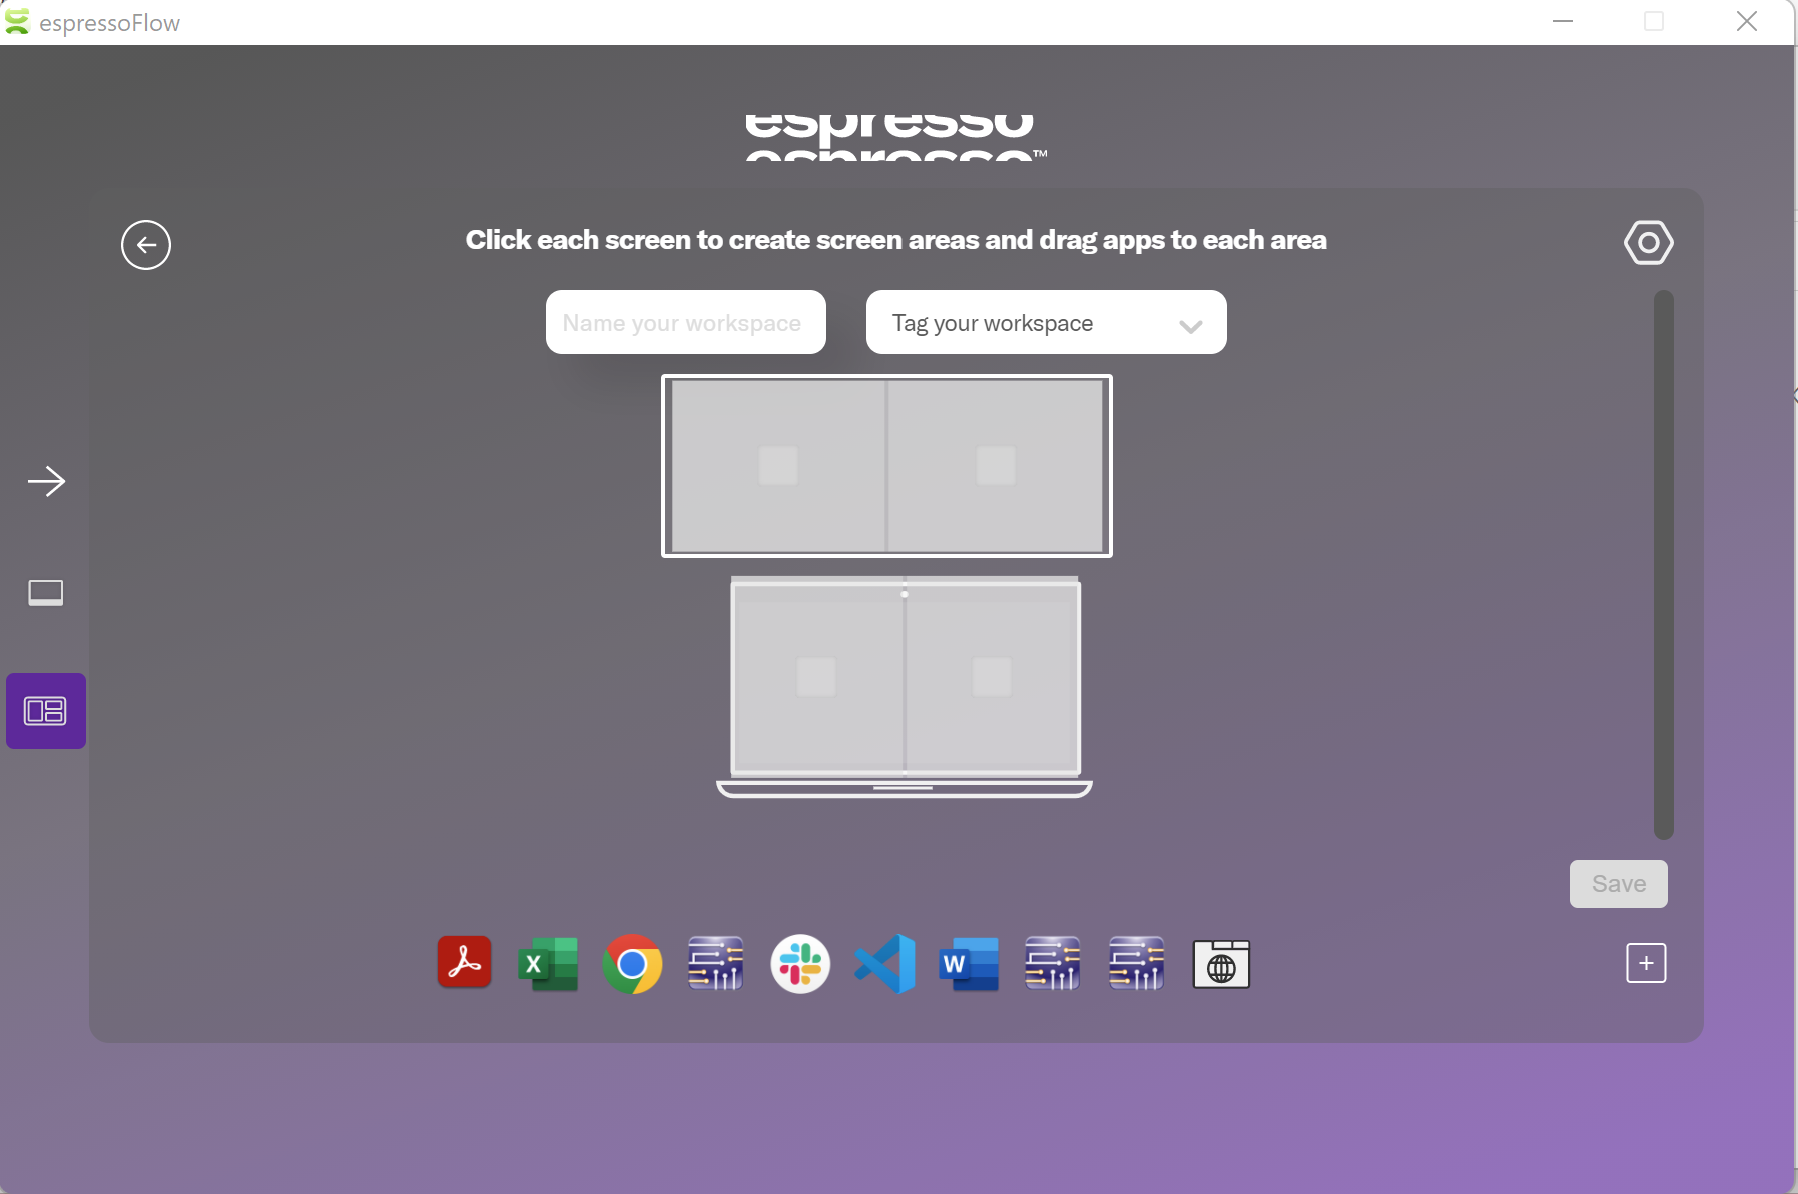 espressoFlow
espresso
espresso™
Click each screen to create screen areas and drag apps to each area
Name your workspace
Tag your workspace
Save
X
W